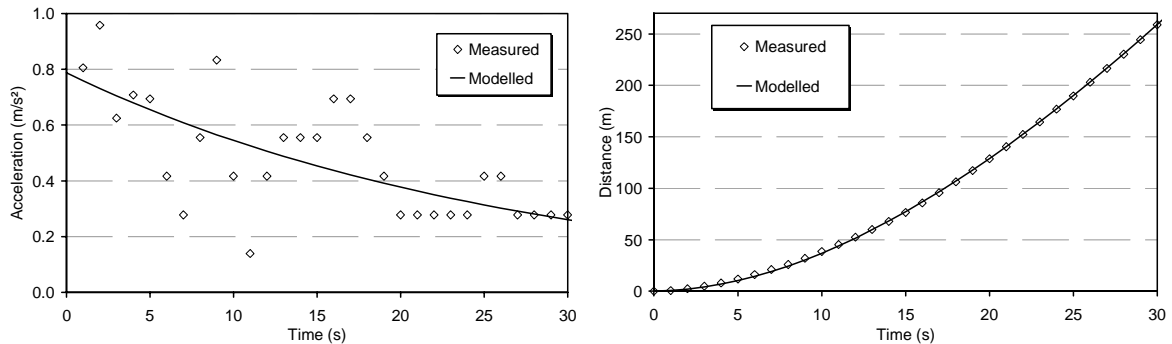 1.0
0.8
0.6
0.4
0.2
0.0
Acceleration (m/s²)
Measured
Modelled
0 5 10 15 20 25 30
Time (s)
250
200
150
100
50
0
Distance (m)
Measured
Modelled
0 5 10 15 20 25 30
Time (s)